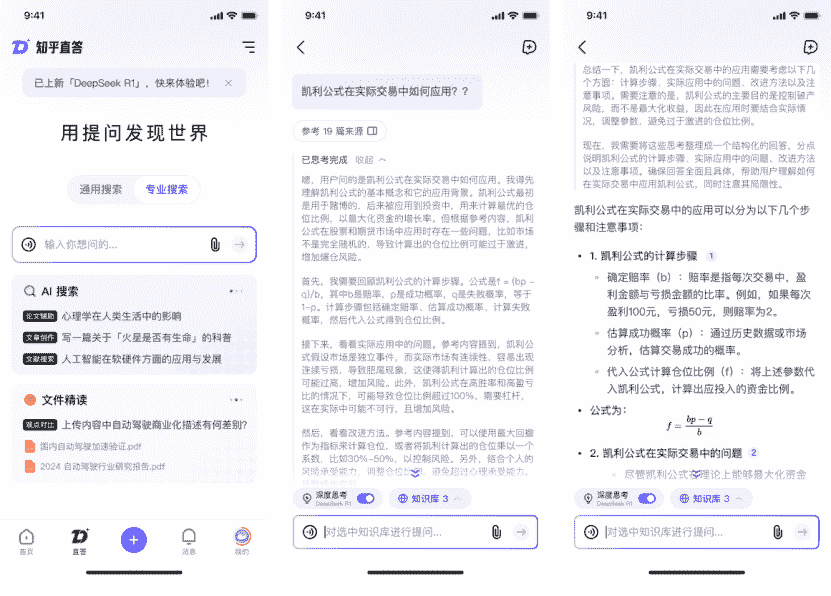 9:41
知乎直答
已上新「DeepSeek R1」，快来体验吧！
用提问发现世界
通用搜索
专业搜索
输入你想问的...
AI 搜索
论文辅助 心理学在人类生活中的影响
文章创作 写一篇关于「火星是否有生命」的科普
文献搜索 人工智能在软硬件方面的应用与发展
文件精读
观点对比 上传内容中自动驾驶商业化描述有何差别?
国内自动驾驶加速验证.pdf
2024 自动驾驶行业研究报告.pdf
首页
直答
消息
我的
9:41
凯利公式在实际交易中如何应用？？
参考 19 篇来源
已思考完成 收起
嗯，用户问的是凯利公式在实际交易中如何应用。我得先
理解凯利公式的基本概念和它的应用背景。凯利公式最初
是用于赌博的，后来被应用到投资中，用来计算最优的仓
位比例，以最大化资金的增长率。但根据参考内容，凯利
公式在股票和期货市场中应用时存在一些问题，比如市场
不是完全随机的，导致计算出的仓位比例可能过于激进，
增加爆仓风险。
首先，我需要回顾凯利公式的计算步骤。公式是f = (bp −
q)/b，其中b是赔率，p是成功概率，q是失败概率，等于
1−p。计算步骤包括确定赔率、估算成功概率、计算失败
概率，然后代入公式得到仓位比例。
接下来，看看实际应用中的问题。参考内容提到，凯利公
式假设市场是独立事件，而实际市场有连续性，容易出现
连续亏损，导致肥尾现象，这使得凯利计算出的仓位比例
可能过高，增加风险。此外，凯利公式在高胜率和高盈亏
比的情况下，可能导致仓位比例超过100%，需要杠杆，
这在实际中可能不可行，且增加风险。
然后，看看改进方法。参考内容提到，可以使用最大回撤
作为指标来计算仓位，或者将凯利计算出的仓位乘以一个
系数，比如30%~50%，以控制风险。另外，结合个人的
风险承受能力，调整仓位比例，避免超过心理承受能力，
深度思考
DeepSeek R1
知识库 3
对选中知识库进行提问...
9:41
总结一下，凯利公式在实际交易中的应用需要考虑以下几
个方面：计算步骤、实际应用中的问题、改进方法以及注
意事项。需要注意的是，凯利公式的主要目的是控制破产
风险，而不是最大化收益，因此在应用时要结合实际情
况，调整参数，避免过于激进的仓位比例。
现在，我需要将这些思考整理成一个结构化的回答，分点
说明凯利公式的计算步骤、实际应用中的问题、改进方法
以及注意事项。确保回答全面且具体，帮助用户理解如何
在实际交易中应用凯利公式，同时注意其局限性。
凯利公式在实际交易中的应用可以分为以下几个步
骤和注意事项：
1. 凯利公式的计算步骤 1
确定赔率（b）：赔率是指每次交易中，盈
利金额与亏损金额的比率。例如，如果每次
盈利100元，亏损50元，则赔率为2。
估算成功概率（p）：通过历史数据或市场
分析，估算交易成功的概率。
代入公式计算仓位比例（f）：将上述参数代
入凯利公式，计算出应投入的资金比例。
公式为：
f = (bp − q)/b
2. 凯利公式在实际交易中的问题 2
尽管凯利公式在理论上能够最大化资金
深度思考
DeepSeek R1
知识库 3
对选中知识库进行提问...